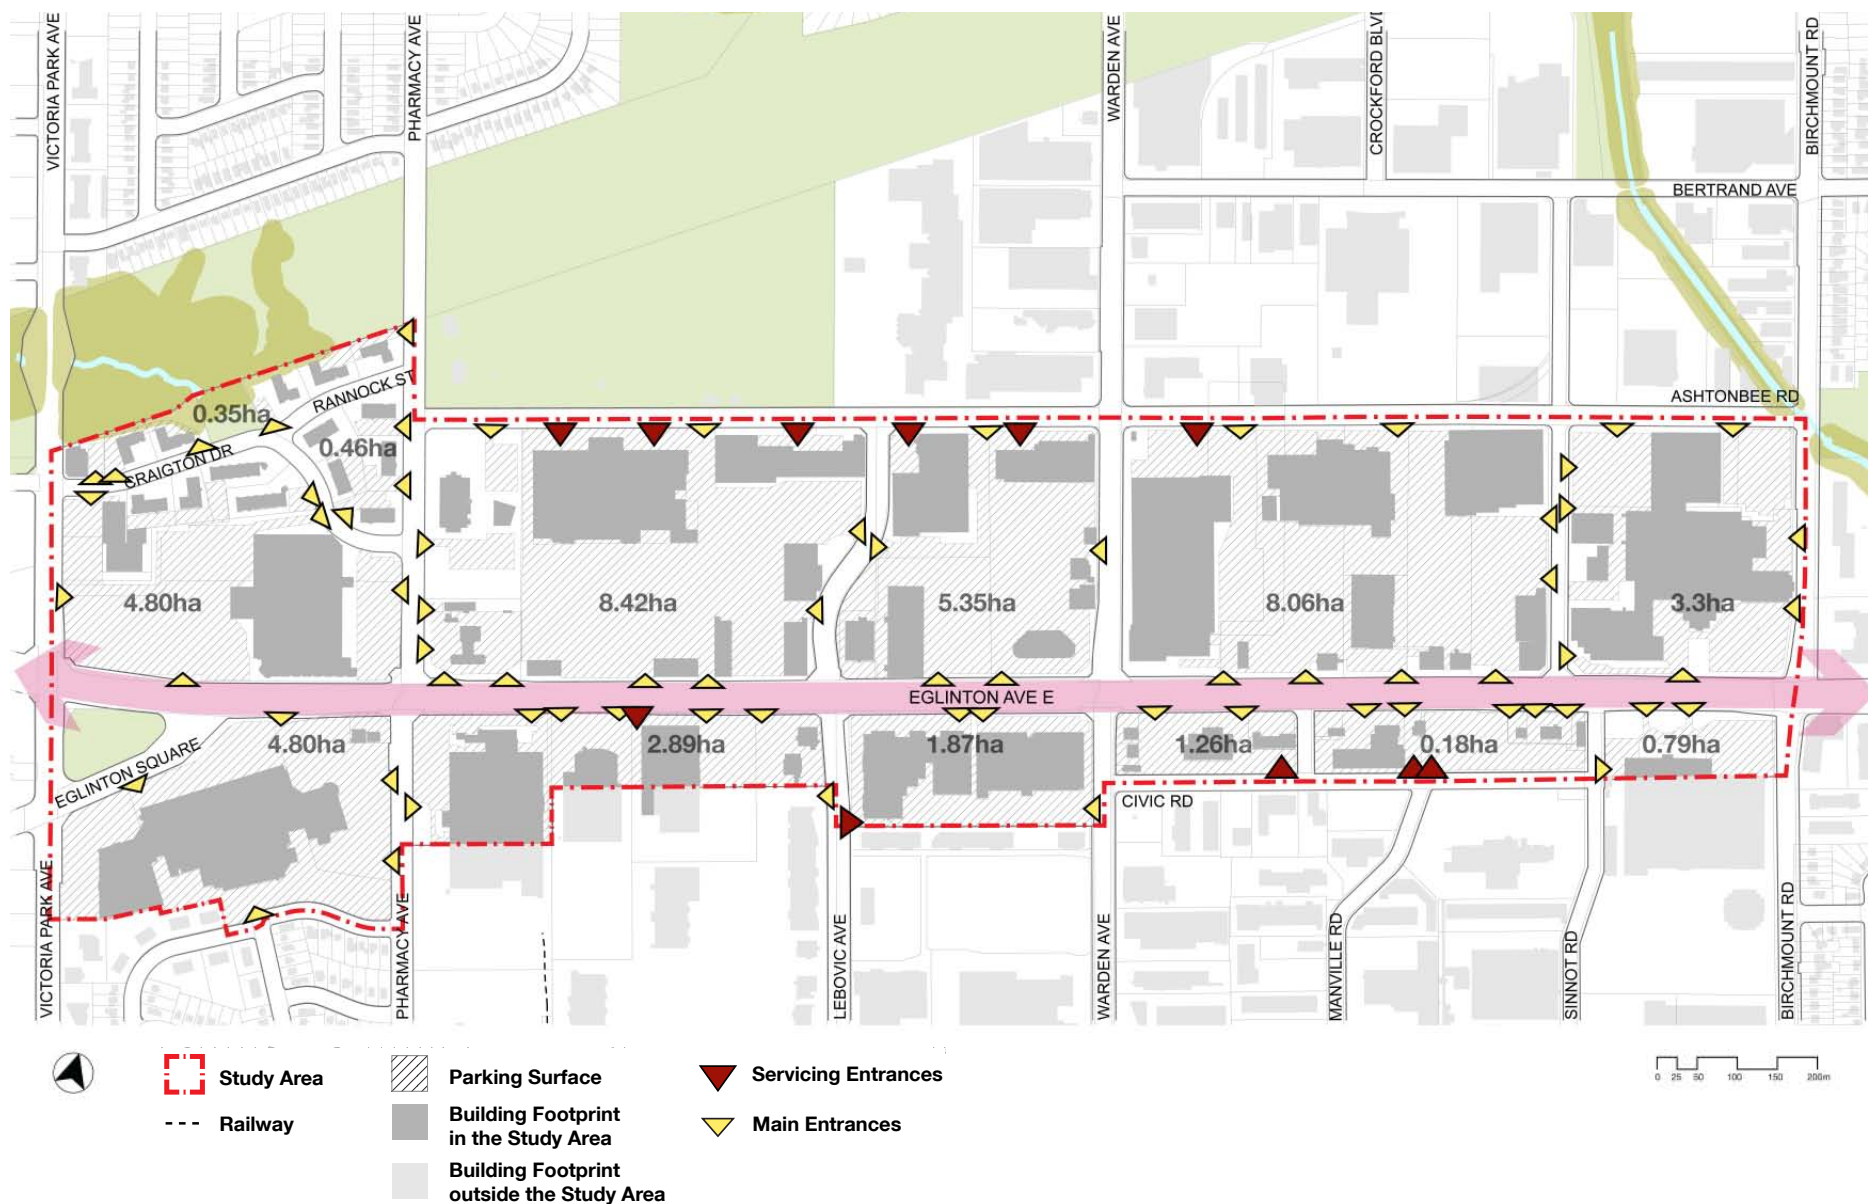 VICTORIA PARK AVE
PHARMACY AVE
WARDEN AVE
CROCKFORD BLVD
BIRCHMOUNT RD
BERTRAND AVE
ASHTONBEE RD
RANNOCK ST
0.35ha
0.46ha
CRAIGTON DR
4.80ha
8.42ha
5.35ha
8.06ha
3.3ha
EGLINTON AVE E
EGLINTON SQUARE
4.80ha
2.89ha
1.87ha
1.26ha
0.18ha
0.79ha
CIVIC RD
VICTORIA PARK AVE
PHARMACY AVE
LEBOVIC AVE
WARDEN AVE
MANVILLE RD
SINNOT RD
BIRCHMOUNT RD
Study Area
Railway
Parking Surface
Building Footprint
in the Study Area
Building Footprint
outside the Study Area
Servicing Entrances
Main Entrances
0 25 50 100 150 200m